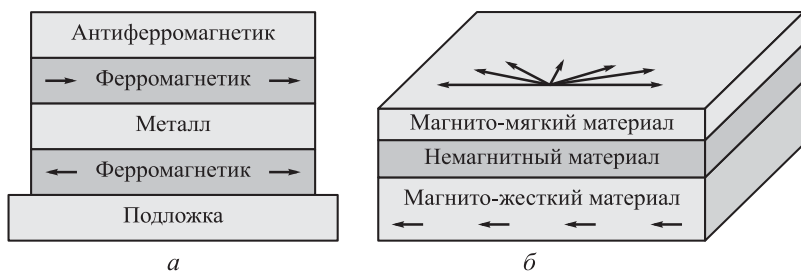 Антиферромагнетик
Ферромагнетик
Металл
Ферромагнетик
Подложка
а
Магнито-мягкий материал
Немагнитный материал
Магнито-жесткий материал
б